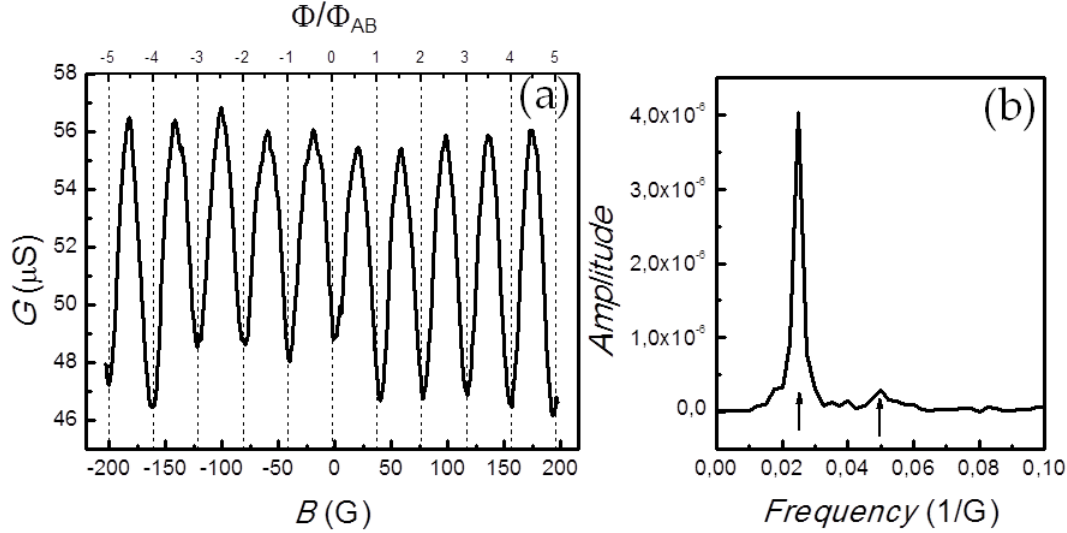 Φ/ΦAB
-5 -4 -3 -2 -1 0 1 2 3 4 5
(a)
58
56
54
52
50
48
46
G (μS)
-200 -150 -100 -50 0 50 100 150 200
B (G)
(b)
4,0x10⁻⁶
3,0x10⁻⁶
2,0x10⁻⁶
1,0x10⁻⁶
0,0
Amplitude
0,00 0,02 0,04 0,06 0,08 0,10
Frequency (1/G)